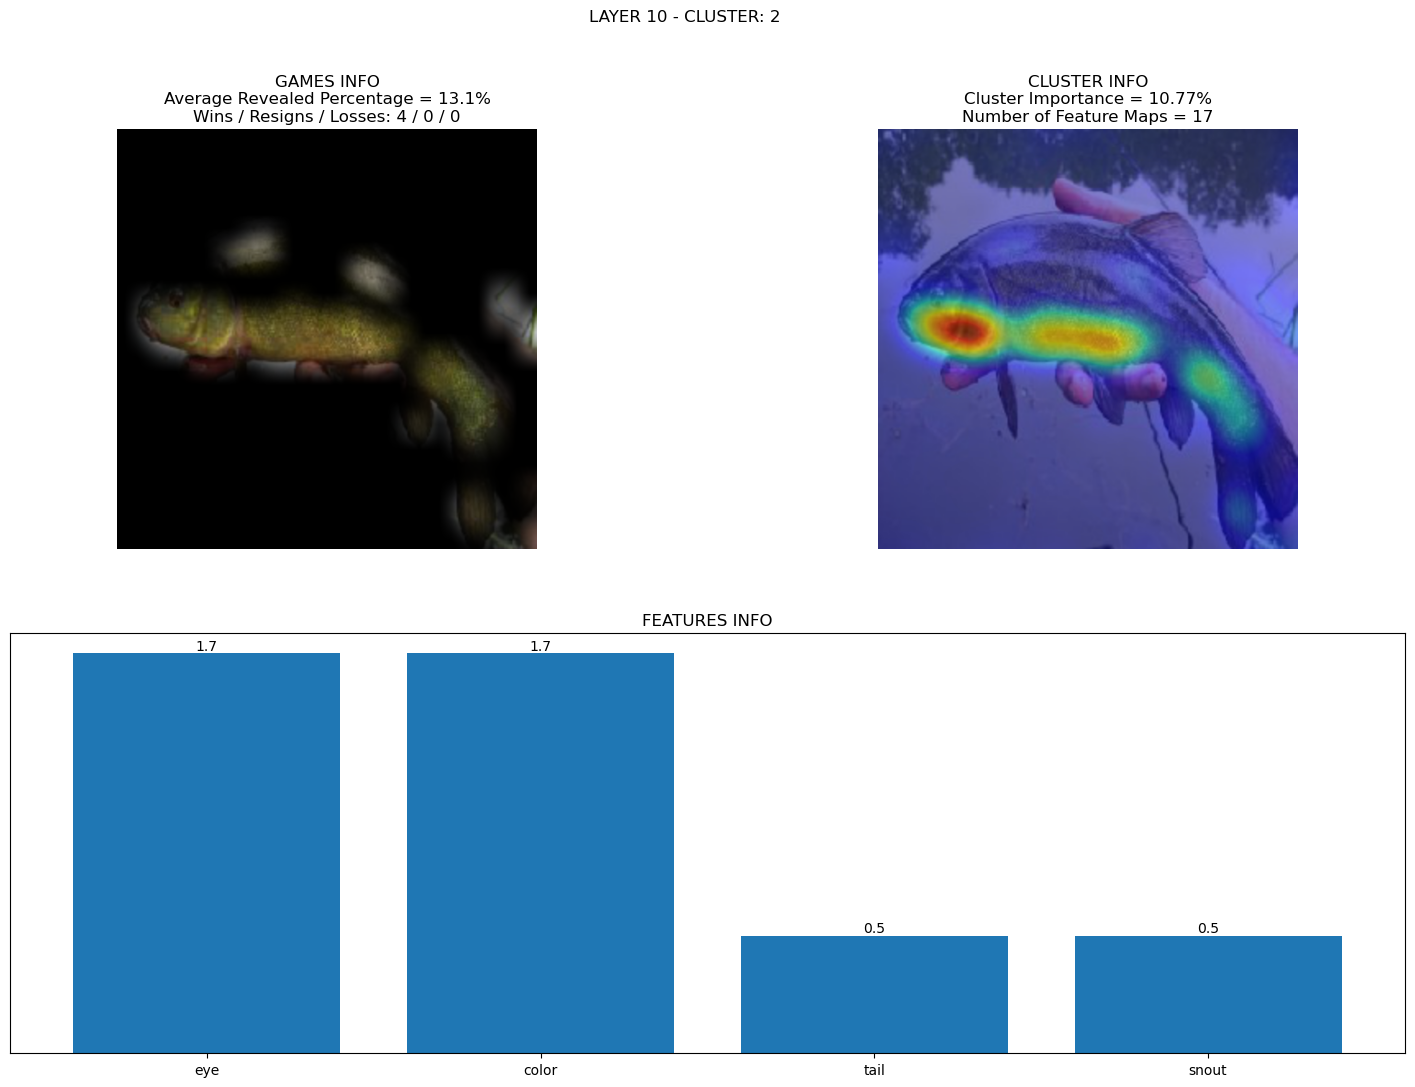 LAYER 10 - CLUSTER: 2
GAMES INFO
Average Revealed Percentage = 13.1%
Wins / Resigns / Losses: 4 / 0 / 0
CLUSTER INFO
Cluster Importance = 10.77%
Number of Feature Maps = 17
FEATURES INFO
1.7
1.7
0.5
0.5
eye
color
tail
snout